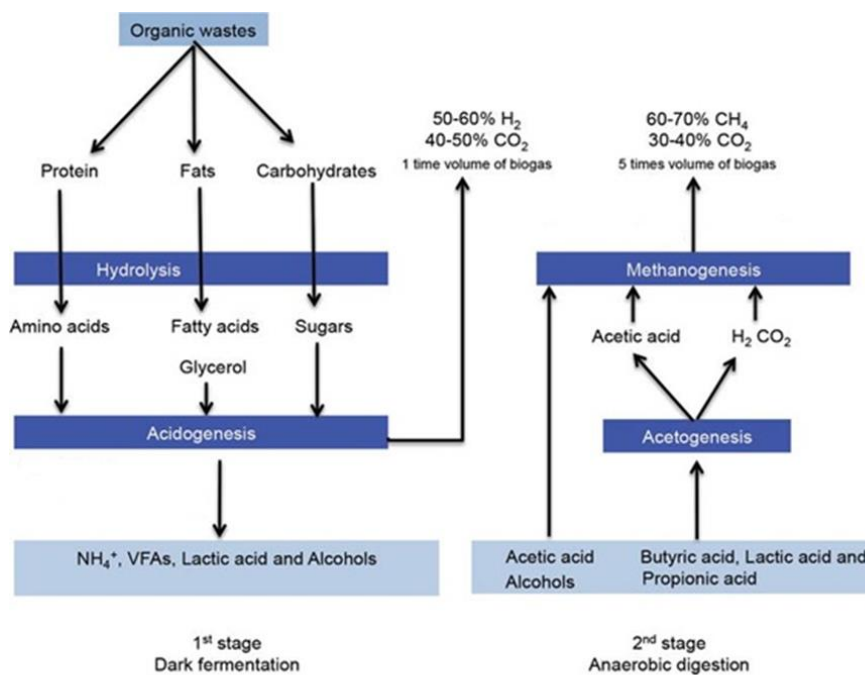 Organic wastes
Protein
Fats
Carbohydrates
Hydrolysis
Amino acids
Fatty acids
Sugars
Glycerol
Acidogenesis
NH₄⁺, VFAs, Lactic acid and Alcohols
1ˢᵗ stage
Dark fermentation
50-60% H₂
40-50% CO₂
1 time volume of biogas
60-70% CH₄
30-40% CO₂
5 times volume of biogas
Methanogenesis
Acetic acid
H₂ CO₂
Acetogenesis
Acetic acid
Alcohols
Butyric acid, Lactic acid and
Propionic acid
2ⁿᵈ stage
Anaerobic digestion